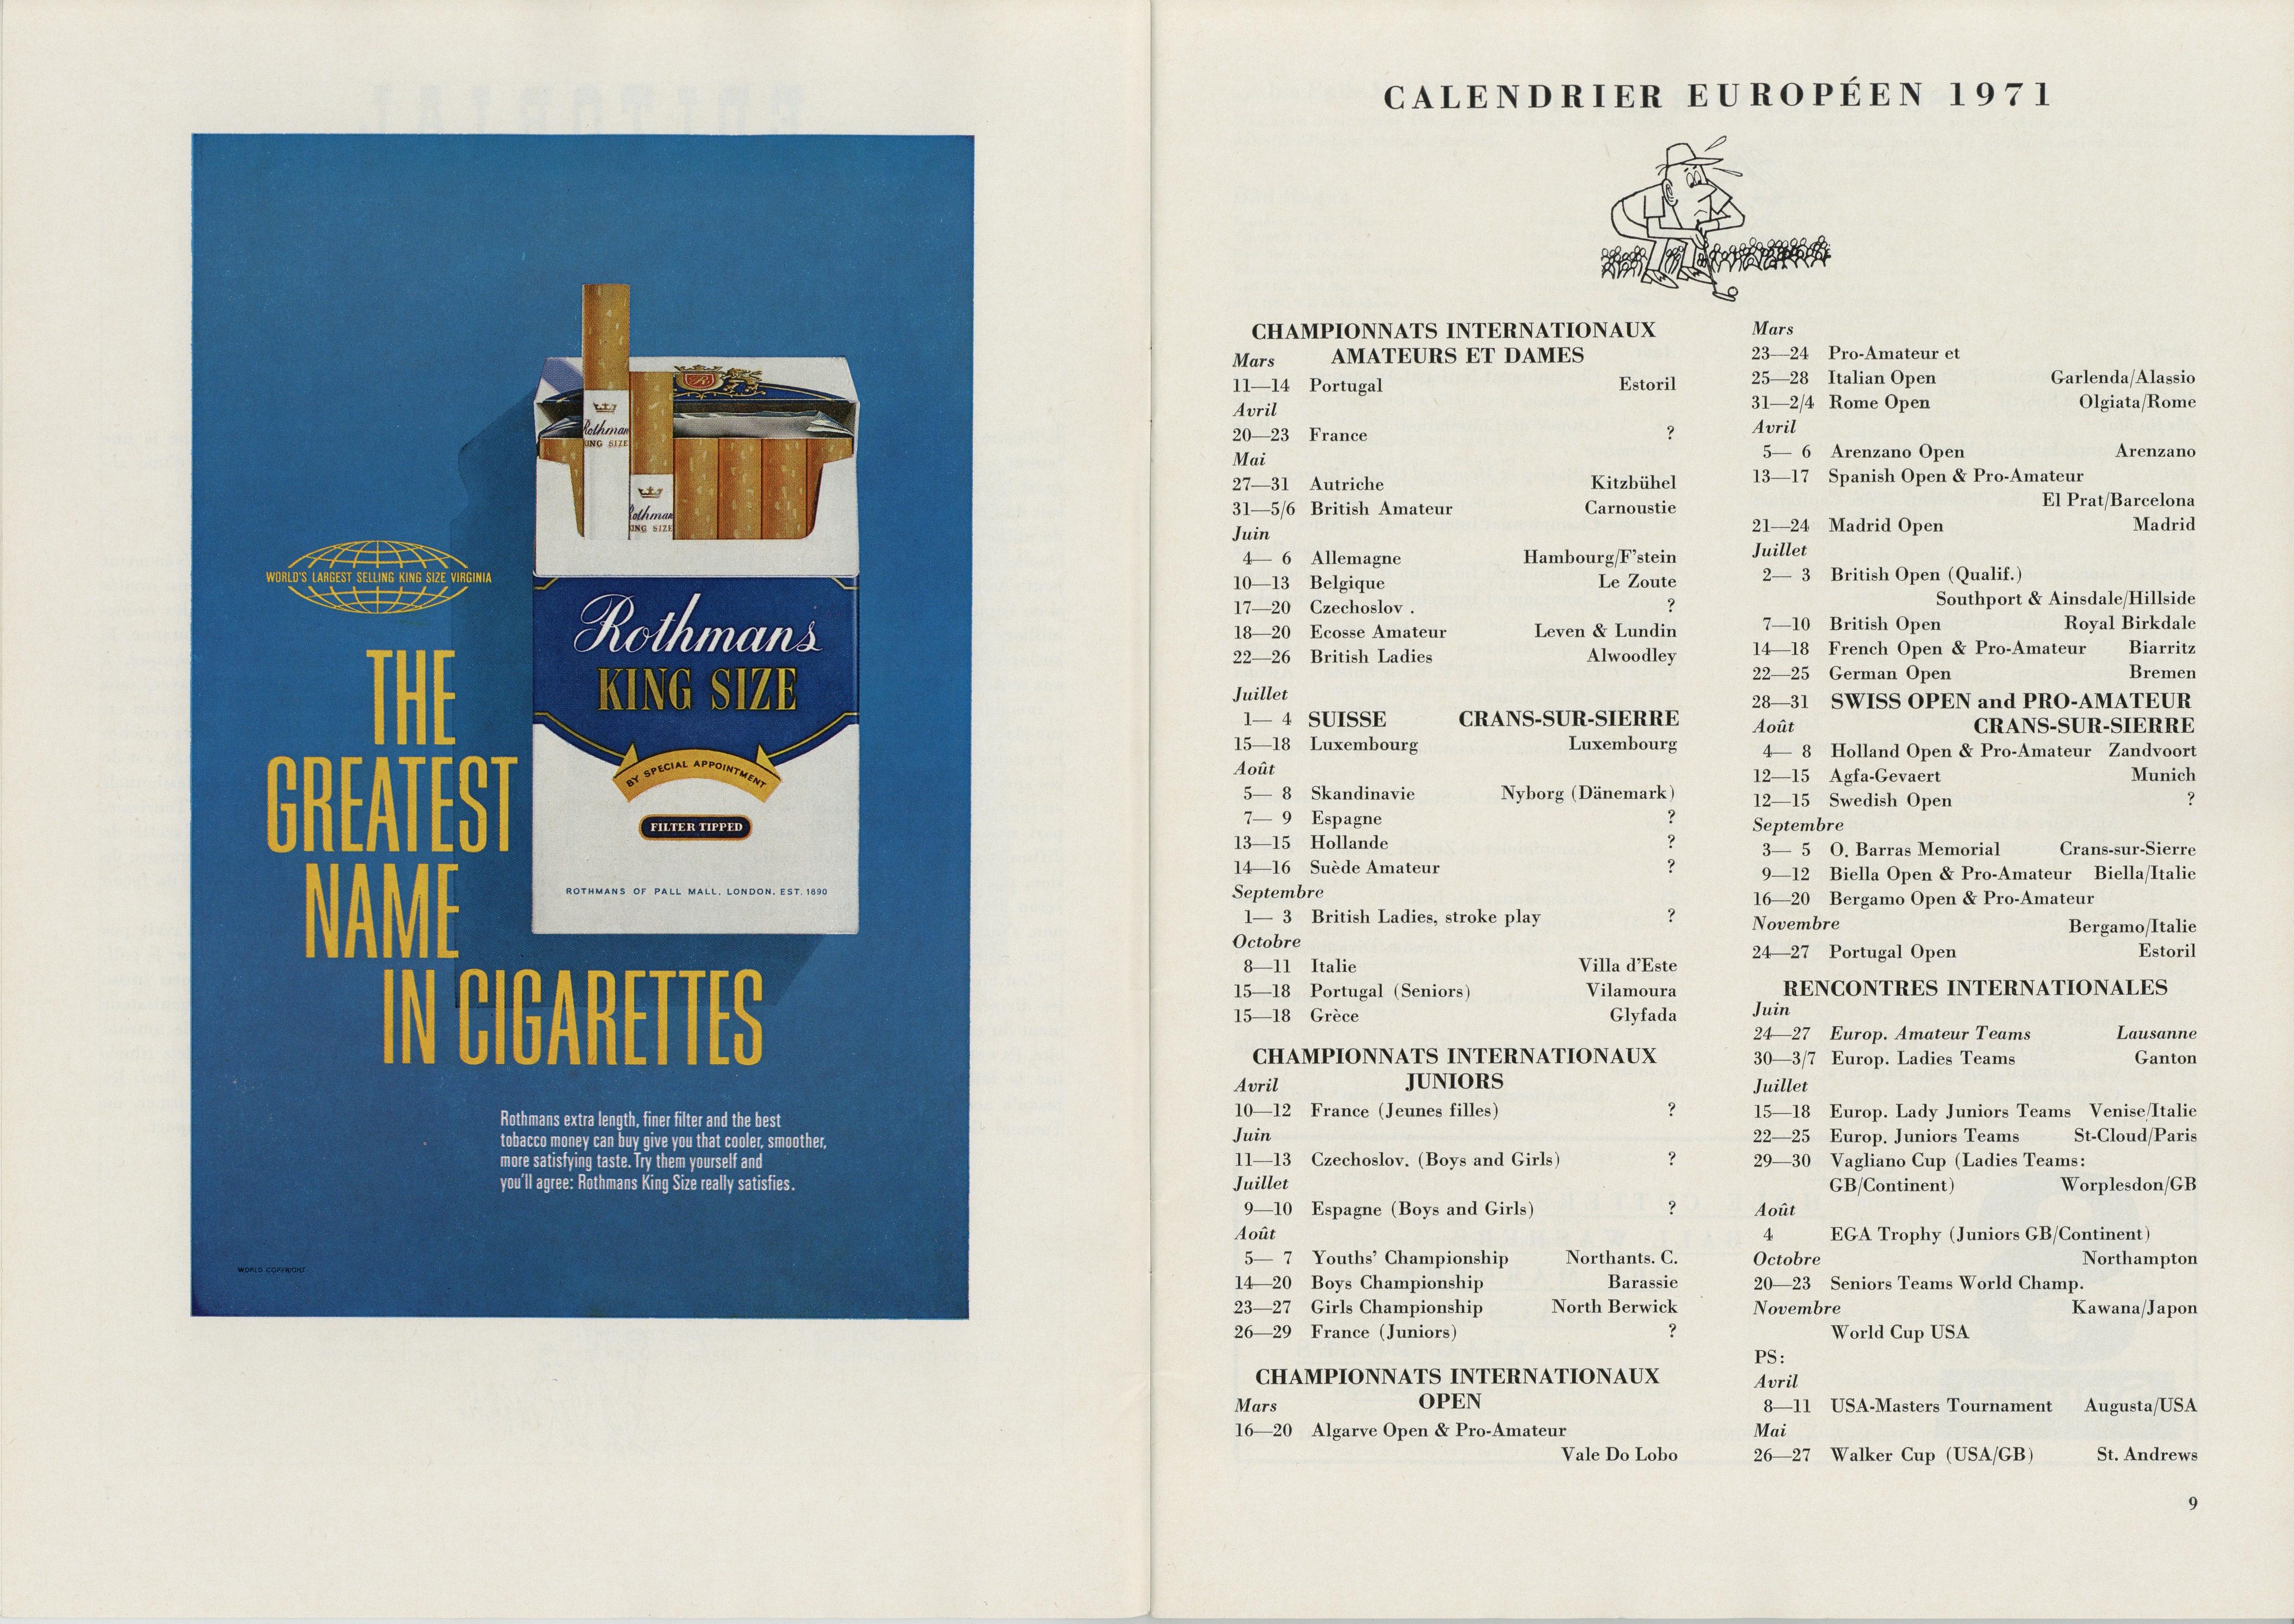 WORLD'S LARGEST SELLING KING SIZE VIRGINIA
THE
GREATEST
NAME
IN CIGARETTES
Rothmans
KING SIZE
Rothmans
KING SIZE
BY SPECIAL APPOINTMENT
FILTER TIPPED
ROTHMANS OF PALL MALL, LONDON, EST. 1890
Rothmans extra length, finer filter and the best
tobacco money can buy give you that cooler, smoother,
more satisfying taste. Try them yourself and
you'll agree: Rothmans King Size really satisfies.
WORLD COPYRIGHT
CALENDRIER EUROPÉEN 1971
CHAMPIONNATS INTERNATIONAUX
AMATEURS ET DAMES
Mars
11—14 Portugal Estoril
Avril
20—23 France ?
Mai
27—31 Autriche Kitzbühel
31—5/6 British Amateur Carnoustie
Juin
4— 6 Allemagne Hambourg/F'stein
10—13 Belgique Le Zoute
17—20 Czechoslov . ?
18—20 Ecosse Amateur Leven & Lundin
22—26 British Ladies Alwoodley
Juillet
1— 4 SUISSE CRANS-SUR-SIERRE
15—18 Luxembourg Luxembourg
Août
5— 8 Skandinavie Nyborg (Dänemark)
7— 9 Espagne ?
13—15 Hollande ?
14—16 Suède Amateur ?
Septembre
1— 3 British Ladies, stroke play ?
Octobre
8—11 Italie Villa d'Este
15—18 Portugal (Seniors) Vilamoura
15—18 Grèce Glyfada
CHAMPIONNATS INTERNATIONAUX
JUNIORS
Avril
10—12 France (Jeunes filles) ?
Juin
11—13 Czechoslov. (Boys and Girls) ?
Juillet
9—10 Espagne (Boys and Girls) ?
Août
5— 7 Youths' Championship Northants. C.
14—20 Boys Championship Barassie
23—27 Girls Championship North Berwick
26—29 France (Juniors) ?
CHAMPIONNATS INTERNATIONAUX
OPEN
Mars
16—20 Algarve Open & Pro-Amateur
Vale Do Lobo
Mars
23—24 Pro-Amateur et
25—28 Italian Open Garlenda/Alassio
31—2/4 Rome Open Olgiata/Rome
Avril
5— 6 Arenzano Open Arenzano
13—17 Spanish Open & Pro-Amateur
El Prat/Barcelona
21—24 Madrid Open Madrid
Juillet
2— 3 British Open (Qualif.)
Southport & Ainsdale/Hillside
7—10 British Open Royal Birkdale
14—18 French Open & Pro-Amateur Biarritz
22—25 German Open Bremen
28—31 SWISS OPEN and PRO-AMATEUR
Août CRANS-SUR-SIERRE
4— 8 Holland Open & Pro-Amateur Zandvoort
12—15 Agfa-Gevaert Munich
12—15 Swedish Open ?
Septembre
3— 5 O. Barras Memorial Crans-sur-Sierre
9—12 Biella Open & Pro-Amateur Biella/Italie
16—20 Bergamo Open & Pro-Amateur
Novembre Bergamo/Italie
24—27 Portugal Open Estoril
RENCONTRES INTERNATIONALES
Juin
24—27 Europ. Amateur Teams Lausanne
30—3/7 Europ. Ladies Teams Ganton
Juillet
15—18 Europ. Lady Juniors Teams Venise/Italie
22—25 Europ. Juniors Teams St-Cloud/Paris
29—30 Vagliano Cup (Ladies Teams:
GB/Continent) Worplesdon/GB
Août
4 EGA Trophy (Juniors GB/Continent)
Octobre Northampton
20—23 Seniors Teams World Champ.
Novembre Kawana/Japon
World Cup USA
PS:
Avril
8—11 USA-Masters Tournament Augusta/USA
Mai
26—27 Walker Cup (USA/GB) St. Andrews
9